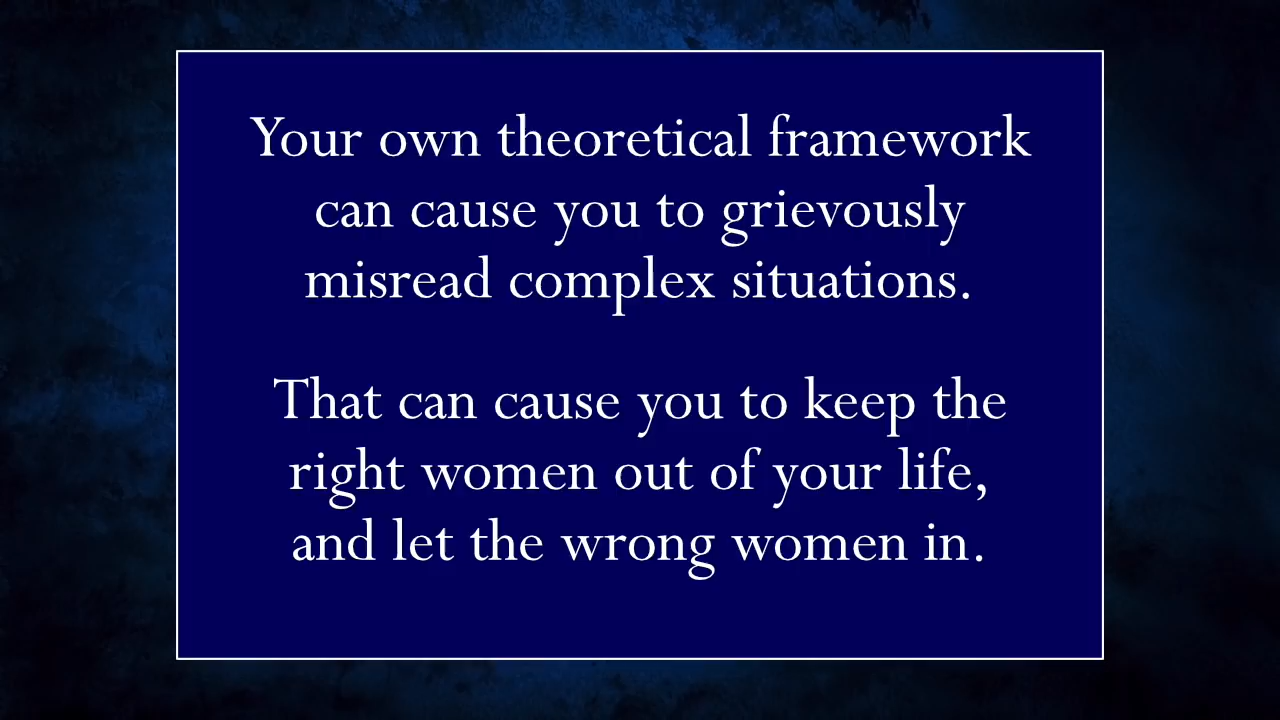 Your own theoretical framework
can cause you to grievously
misread complex situations.
That can cause you to keep the
right women out of your life,
and let the wrong women in.